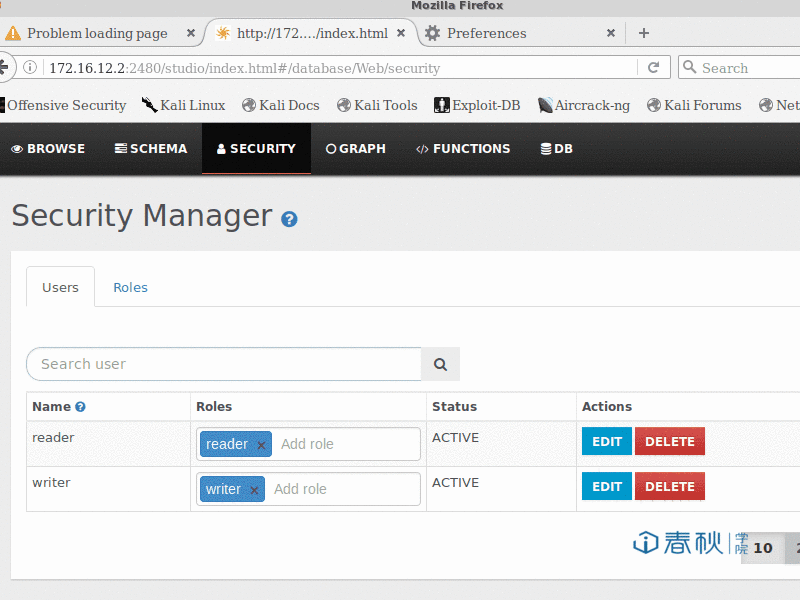 Mozilla Firefox
Problem loading page × http://172..../index.html × Preferences × +
172.16.12.2:2480/studio/index.html#/database/Web/security Search
Offensive Security Kali Linux Kali Docs Kali Tools Exploit-DB Aircrack-ng Kali Forums Net
BROWSE SCHEMA SECURITY GRAPH </> FUNCTIONS DB
Security Manager ?
Users Roles
Search user
Name ? Roles Status Actions
reader reader × Add role ACTIVE EDIT DELETE
writer writer × Add role ACTIVE EDIT DELETE
春秋 学院 10 2